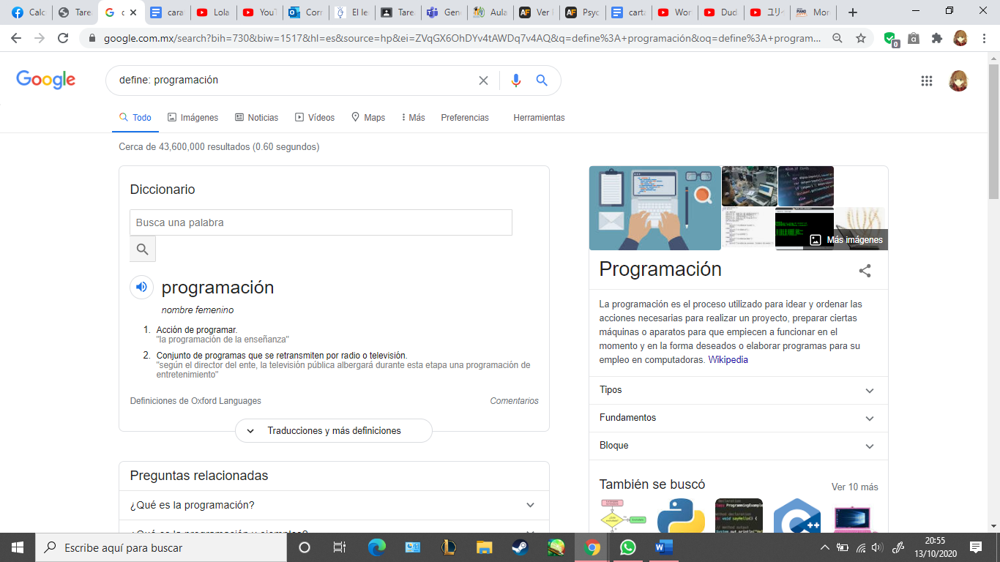 Calc
Tarea
c
cara
Lola
YouT
Corr
El le
Tarea
Gene
Aula
Ver
Psyc
carta
Wor
Dud
ユリ
Mor
google.com.mx/search?bih=730&biw=1517&hl=es&source=hp&ei=ZVqGX6OhDYv4tAWDq7v4AQ&q=define%3A+programación&oq=define%3A+program...
0
Google
define: programación
Todo
Imágenes
Noticias
Vídeos
Maps
Más
Preferencias
Herramientas
Cerca de 43,600,000 resultados (0.60 segundos)
Diccionario
Busca una palabra
programación
nombre femenino
1. Acción de programar.
"la programación de la enseñanza"
2. Conjunto de programas que se retransmiten por radio o televisión.
"según el director del ente, la televisión pública albergará durante esta etapa una programación de
entretenimiento"
Definiciones de Oxford Languages
Comentarios
Traducciones y más definiciones
Preguntas relacionadas
¿Qué es la programación?
Más imágenes
Programación
La programación es el proceso utilizado para idear y ordenar las
acciones necesarias para realizar un proyecto, preparar ciertas
máquinas o aparatos para que empiecen a funcionar en el
momento y en la forma deseados o elaborar programas para su
empleo en computadoras. Wikipedia
Tipos
Fundamentos
Bloque
También se buscó
Ver 10 más
Escribe aquí para buscar
20:55
13/10/2020